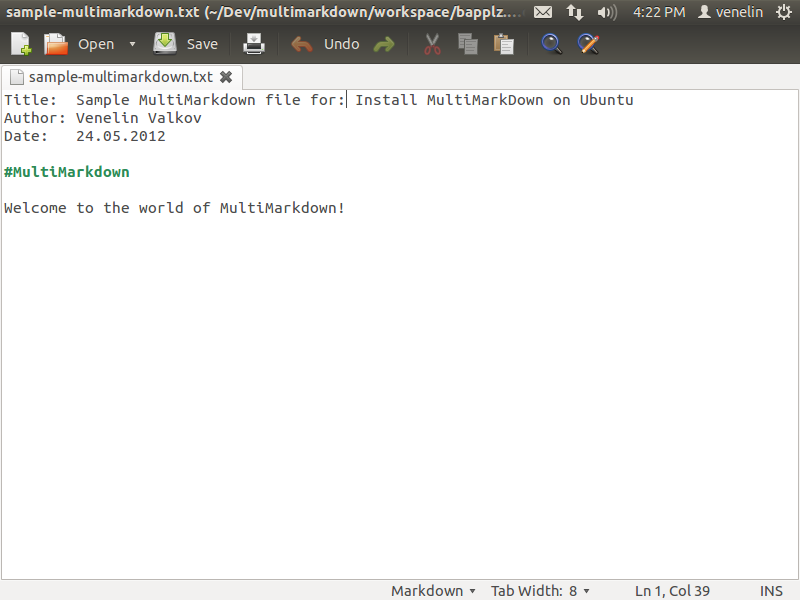 sample-multimarkdown.txt (~/Dev/multimarkdown/workspace/bapplz.... 4:22 PM venelin
Open Save Undo
sample-multimarkdown.txt
Title:  Sample MultiMarkdown file for: Install MultiMarkDown on Ubuntu
Author: Venelin Valkov
Date:   24.05.2012
#MultiMarkdown
Welcome to the world of MultiMarkdown!
Markdown Tab Width: 8 Ln 1, Col 39 INS